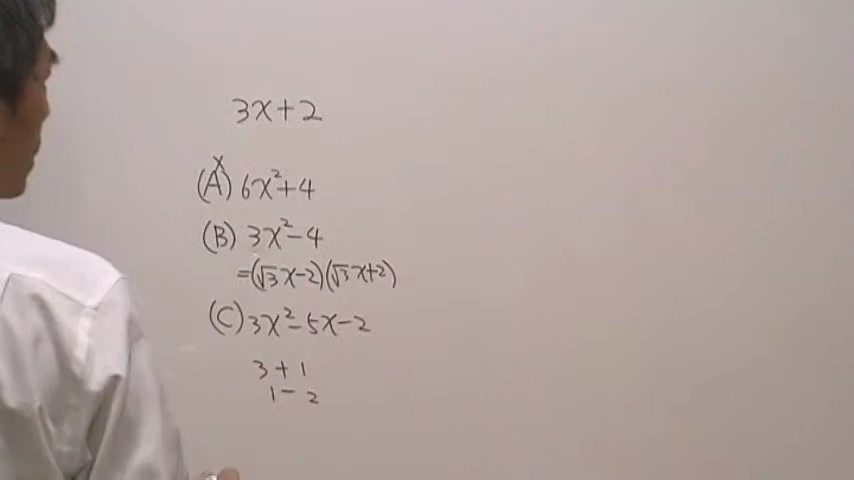 3x+2
x
(A) 6x²+4
(B) 3x²-4
=(√3x-2)(√3x+2)
(C) 3x²-5x-2
3 + 1
1 - 2